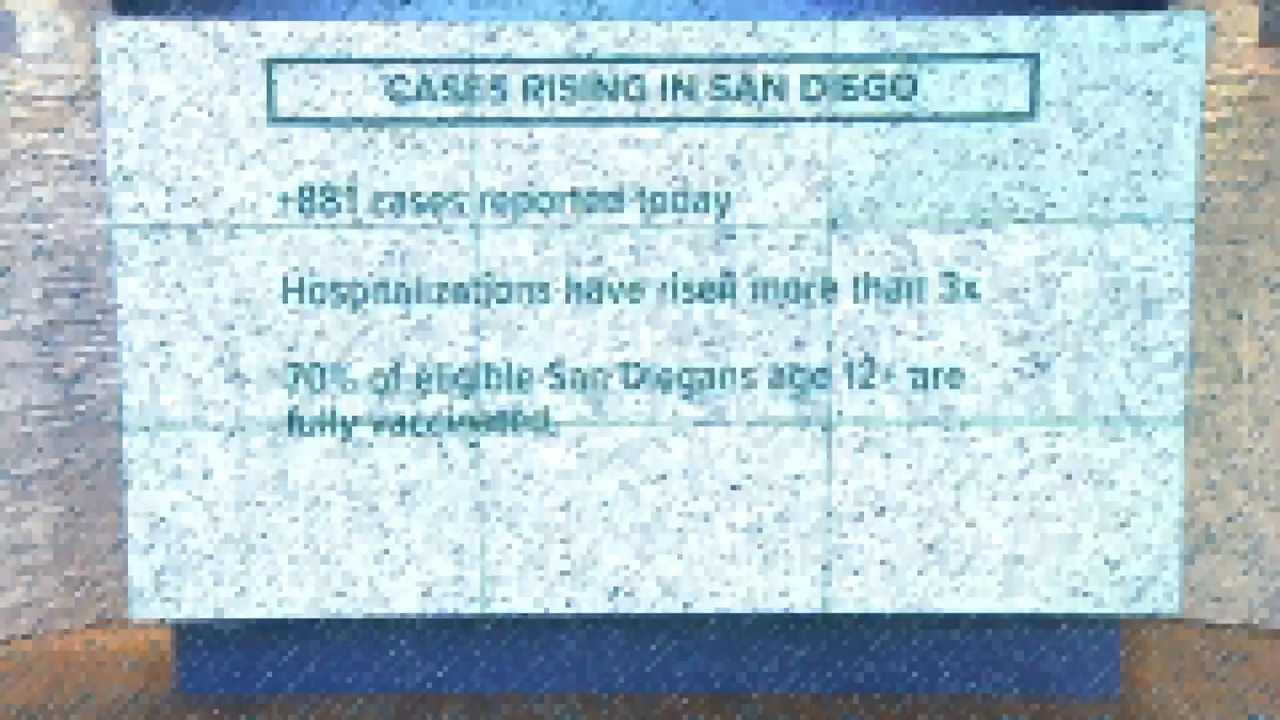 CASES RISING IN SAN DIEGO
+881 cases reported today
Hospitalizations have risen more than 3x
70% of eligible San Diegans age 12+ are
fully vaccinated.